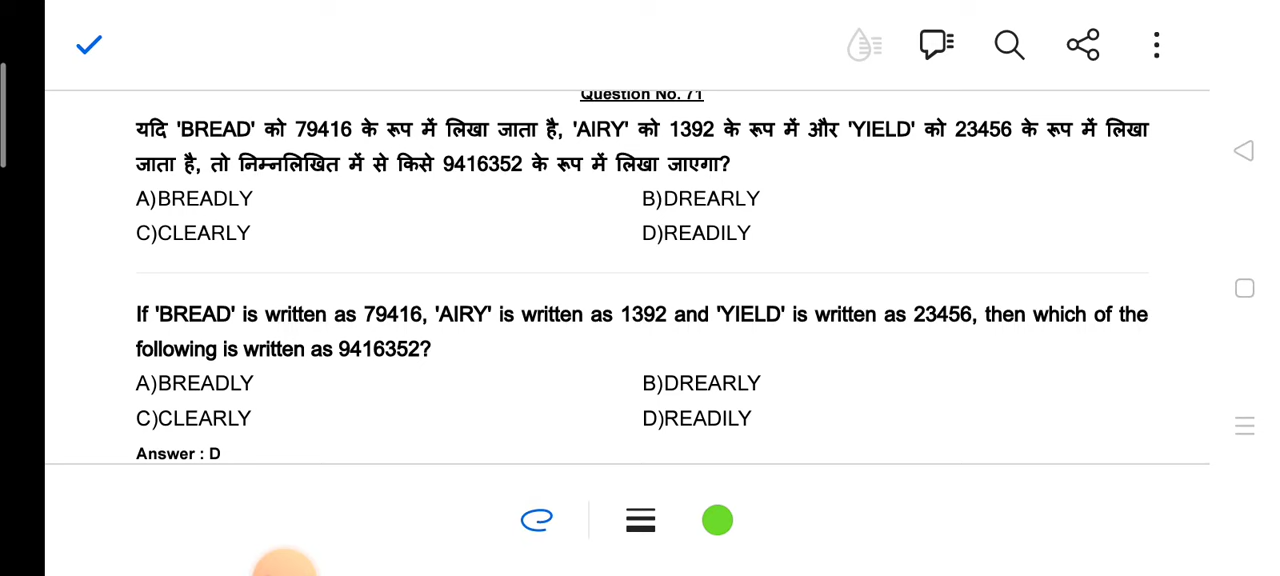 Question No. 71
यदि 'BREAD' को 79416 के रूप में लिखा जाता है, 'AIRY' को 1392 के रूप में और 'YIELD' को 23456 के रूप में लिखा
जाता है, तो निम्नलिखित में से किसे 9416352 के रूप में लिखा जाएगा?
A)BREADLY B)DREARLY
C)CLEARLY D)READILY
If 'BREAD' is written as 79416, 'AIRY' is written as 1392 and 'YIELD' is written as 23456, then which of the
following is written as 9416352?
A)BREADLY B)DREARLY
C)CLEARLY D)READILY
Answer : D